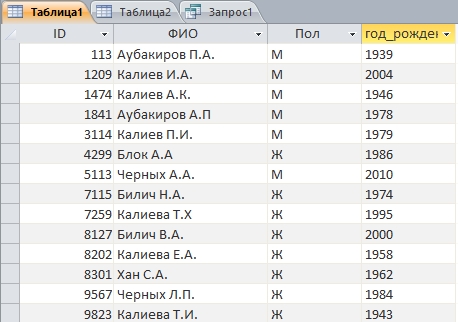 Таблица1 Таблица2 Запрос1
ID ФИО Пол год_рожден
113 Аубакиров П.А. М 1939
1209 Калиев И.А. М 2004
1474 Калиев А.К. М 1946
1841 Аубакиров А.П М 1978
3114 Калиев П.И. М 1979
4299 Блок А.А Ж 1986
5113 Черных А.А. М 2010
7115 Билич Н.А. Ж 1974
7259 Калиева Т.Х Ж 1995
8127 Билич В.А. Ж 2000
8202 Калиева Е.А. Ж 1958
8301 Хан С.А. Ж 1962
9567 Черных Л.П. Ж 1984
9823 Калиева Т.И. Ж 1943